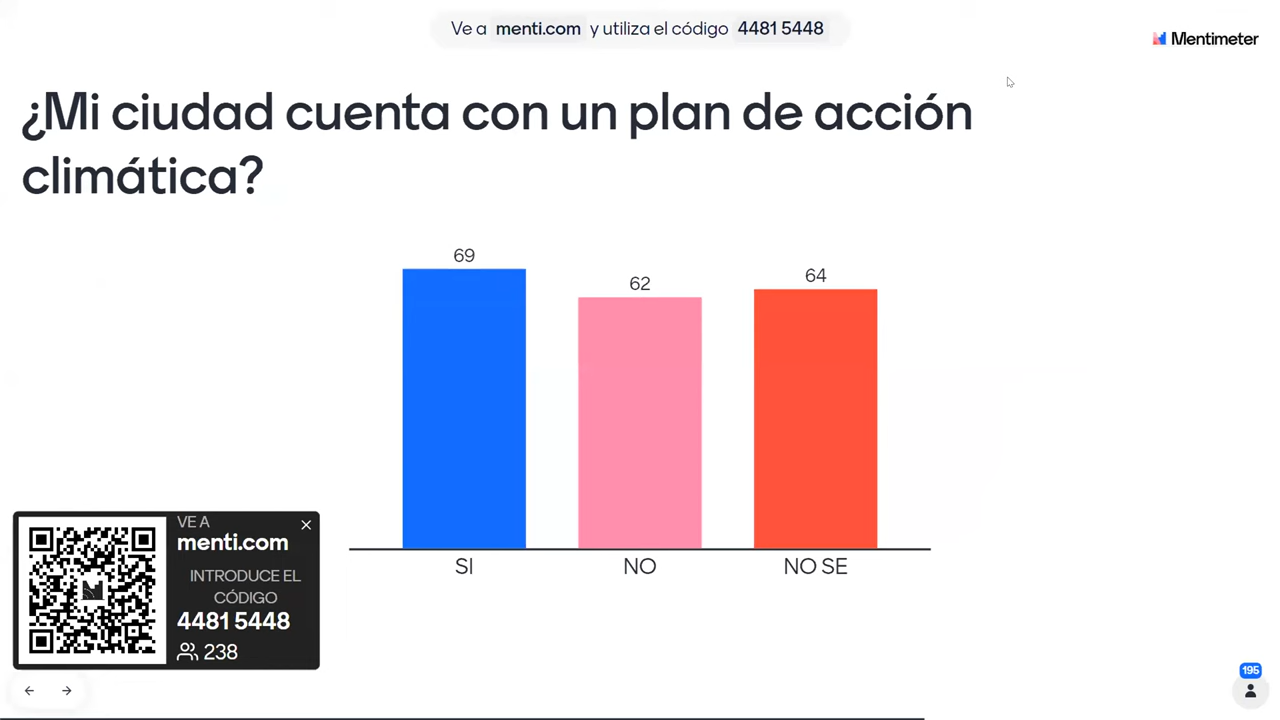 Ve a menti.com y utiliza el código 4481 5448
Mentimeter
¿Mi ciudad cuenta con un plan de acción
climática?
69
62
64
SI
NO
NO SE
VE A
menti.com
INTRODUCE EL
CÓDIGO
4481 5448
238
195